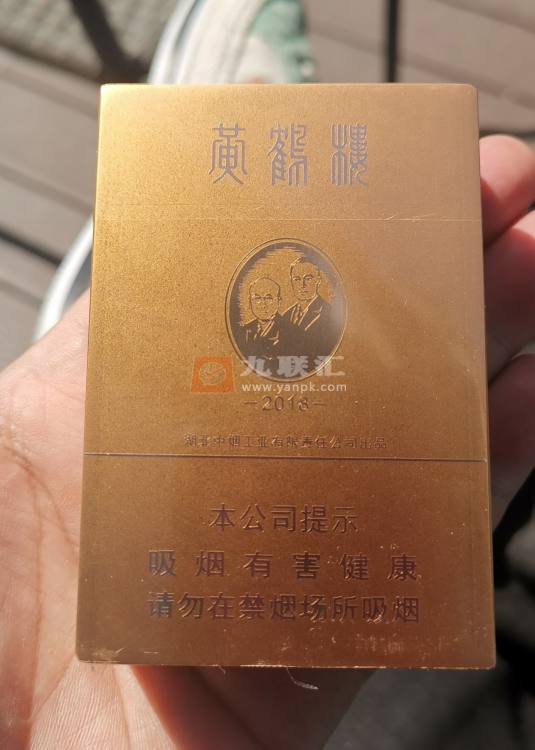 黄鹤楼
九联汇
www.yanpk.com
—2018—
湖北中烟工业有限责任公司出品
本公司提示
吸烟有害健康
请勿在禁烟场所吸烟